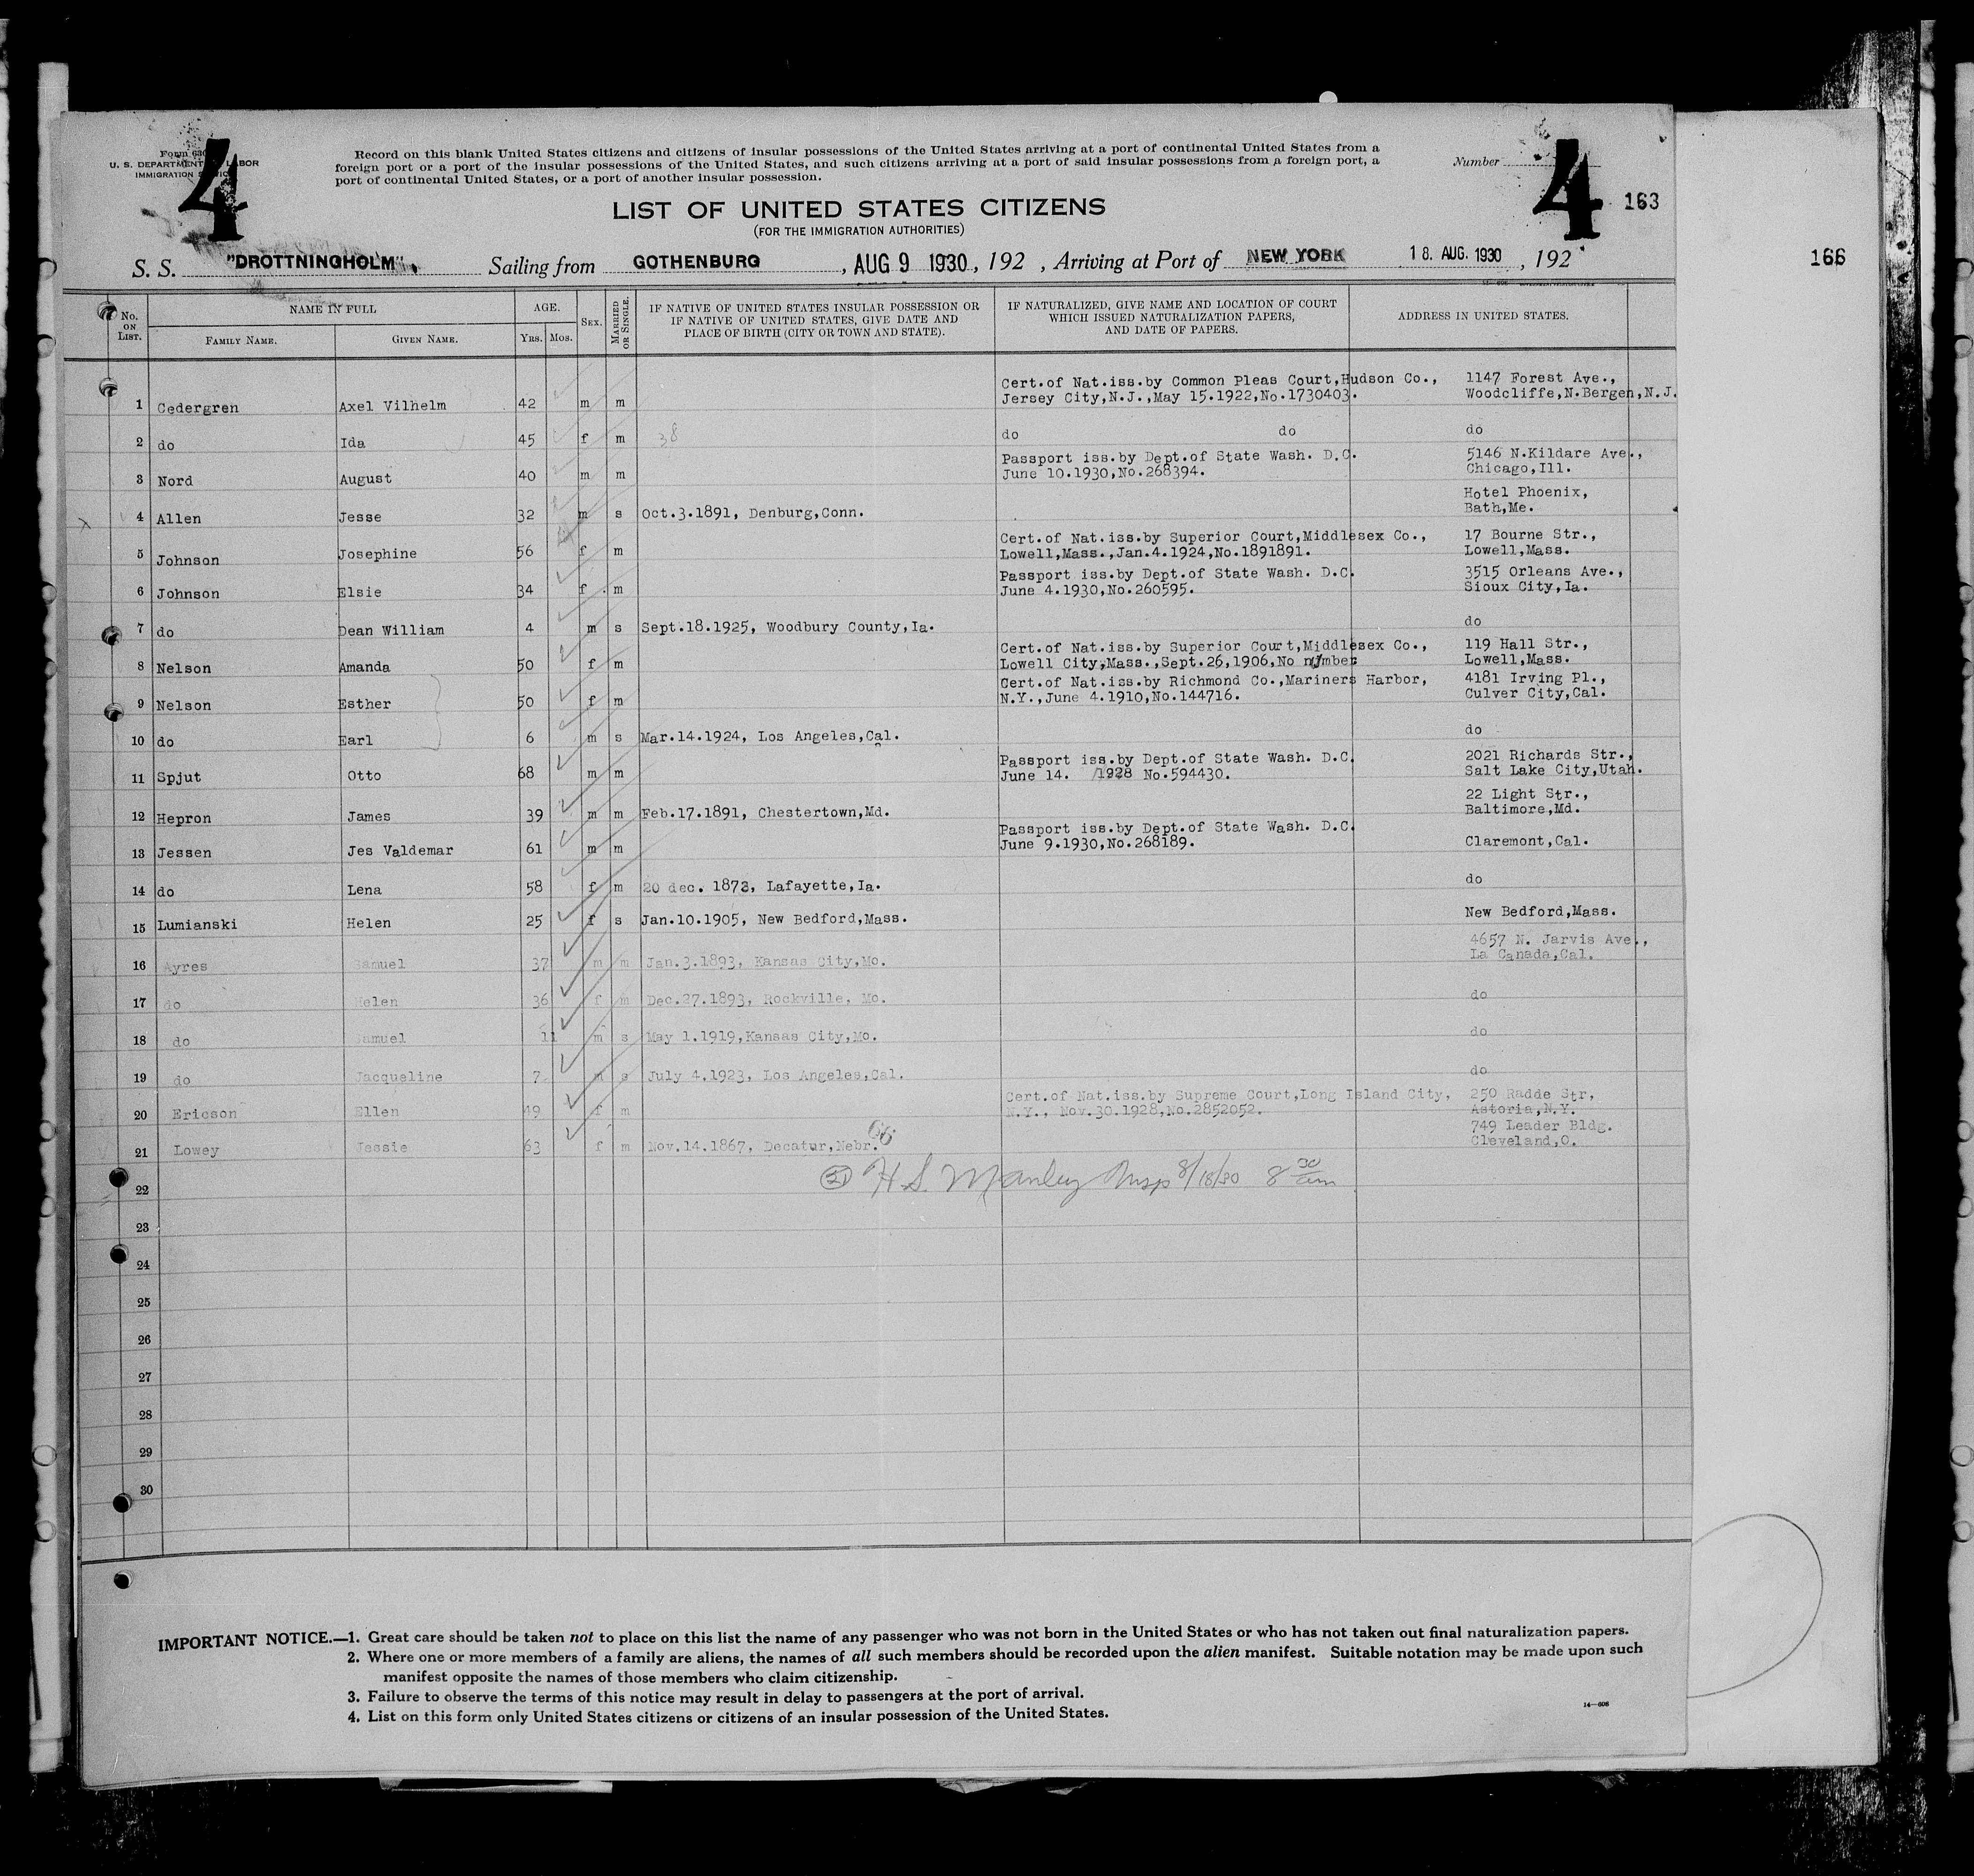 Form 630
U. S. DEPARTMENT OF LABOR
IMMIGRATION SERVICE
4
Record on this blank United States citizens and citizens of insular possessions of the United States arriving at a port of continental United States from a
foreign port or a port of the insular possessions of the United States, and such citizens arriving at a port of said insular possessions from a foreign port, a
port of continental United States, or a port of another insular possession.
Number
4
163
166
LIST OF UNITED STATES CITIZENS
(FOR THE IMMIGRATION AUTHORITIES)
S. S. "DROTTNINGHOLM", Sailing from GOTHENBURG, AUG 9 1930, 192 , Arriving at Port of NEW YORK 18. AUG. 1930, 192
No. ON LIST. NAME IN FULL FAMILY NAME. GIVEN NAME. AGE. YRS. MOS. SEX. MARRIED OR SINGLE. IF NATIVE OF UNITED STATES INSULAR POSSESSION OR IF NATIVE OF UNITED STATES, GIVE DATE AND PLACE OF BIRTH (CITY OR TOWN AND STATE). IF NATURALIZED, GIVE NAME AND LOCATION OF COURT WHICH ISSUED NATURALIZATION PAPERS, AND DATE OF PAPERS. ADDRESS IN UNITED STATES.
Cert.of Nat.iss.by Common Pleas Court,Hudson Co., 1147 Forest Ave.,
1 Cedergren Axel Vilhelm 42 m m Jersey City,N.J.,May 15.1922,No.1730403. Woodcliffe,N.Bergen,N.J.
2 do Ida 45 f m 38 do do do
Passport iss.by Dept.of State Wash. D.C. 5146 N.Kildare Ave.,
3 Nord August 40 m m June 10.1930,No.268394. Chicago,Ill.
Hotel Phoenix,
4 Allen Jesse 32 m s Oct.3.1891, Denburg,Conn. Bath,Me.
Cert.of Nat.iss.by Superior Court,Middlesex Co., 17 Bourne Str.,
5 Johnson Josephine 56 f m Lowell,Mass.,Jan.4.1924,No.1891891. Lowell,Mass.
Passport iss.by Dept.of State Wash. D.C. 3515 Orleans Ave.,
6 Johnson Elsie 34 f m June 4.1930,No.260595. Sioux City,Ia.
7 do Dean William 4 m s Sept.18.1925, Woodbury County,Ia. do
Cert.of Nat.iss.by Superior Court,Middlesex Co., 119 Hall Str.,
8 Nelson Amanda 50 f m Lowell City,Mass.,Sept.26,1906,No number Lowell,Mass.
Cert.of Nat.iss.by Richmond Co.,Mariners Harbor, 4181 Irving Pl.,
9 Nelson Esther 50 f m N.Y.,June 4.1910,No.144716. Culver City,Cal.
10 do Earl 6 m s Mar.14.1924, Los Angeles,Cal. do
Passport iss.by Dept.of State Wash. D.C. 2021 Richards Str.,
11 Spjut Otto 68 m m June 14. 1928 No.594430. Salt Lake City,Utah.
22 Light Str.,
12 Hepron James 39 m m Feb.17.1891, Chestertown,Md. Baltimore,Md.
Passport iss.by Dept.of State Wash. D.C.
13 Jessen Jes Valdemar 61 m m June 9.1930,No.268189. Claremont,Cal.
14 do Lena 58 f m 20 dec. 1872, Lafayette,Ia. do
15 Lumianski Helen 25 f s Jan.10.1905, New Bedford,Mass. New Bedford,Mass.
4657 N. Jarvis Ave.,
16 Ayres Samuel 37 m m Jan.3.1893, Kansas City,Mo. La Canada,Cal.
17 do Helen 36 f m Dec.27.1893, Rockville, Mo. do
18 do Samuel 11 m s May 1.1919,Kansas City,Mo. do
19 do Jacqueline 7 m s July 4.1923, Los Angeles,Cal. do
Cert.of Nat.iss.by Supreme Court,Long Island City, 250 Radde Str,
20 Ericson Ellen 49 f m N.Y., Nov.30.1928,No.2852052. Astoria,N.Y.
749 Leader Bldg.
21 Lowey Jessie 63 f m Nov.14.1867, Decatur,Nebr. 66 Cleveland,O.
22 21 H.S. Manley Insp 8/18/30 8 30 am
23
24
25
26
27
28
29
30
IMPORTANT NOTICE.—1. Great care should be taken not to place on this list the name of any passenger who was not born in the United States or who has not taken out final naturalization papers.
2. Where one or more members of a family are aliens, the names of all such members should be recorded upon the alien manifest. Suitable notation may be made upon such
manifest opposite the names of those members who claim citizenship.
3. Failure to observe the terms of this notice may result in delay to passengers at the port of arrival.
4. List on this form only United States citizens or citizens of an insular possession of the United States.
14—606